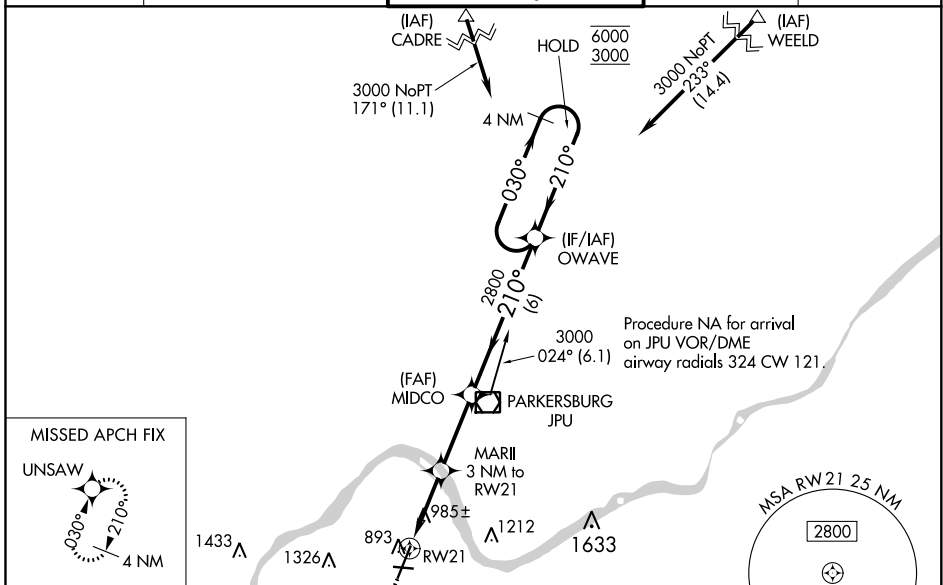 (IAF)
CADRE
HOLD
6000
3000
(IAF)
WEELD
3000 NoPT
171° (11.1)
3000 NoPT
233°
(14.4)
4 NM
030°
210°
(IF/IAF)
OWAVE
2800
210°
(6)
3000
024° (6.1)
Procedure NA for arrival
on JPU VOR/DME
airway radials 324 CW 121.
(FAF)
MIDCO
PARKERSBURG
JPU
MISSED APCH FIX
UNSAW
030°
210°
4 NM
MARII
3 NM to
RW21
985±
1433
1326
893
RW21
1212
1633
MSA RW21 25 NM
2800